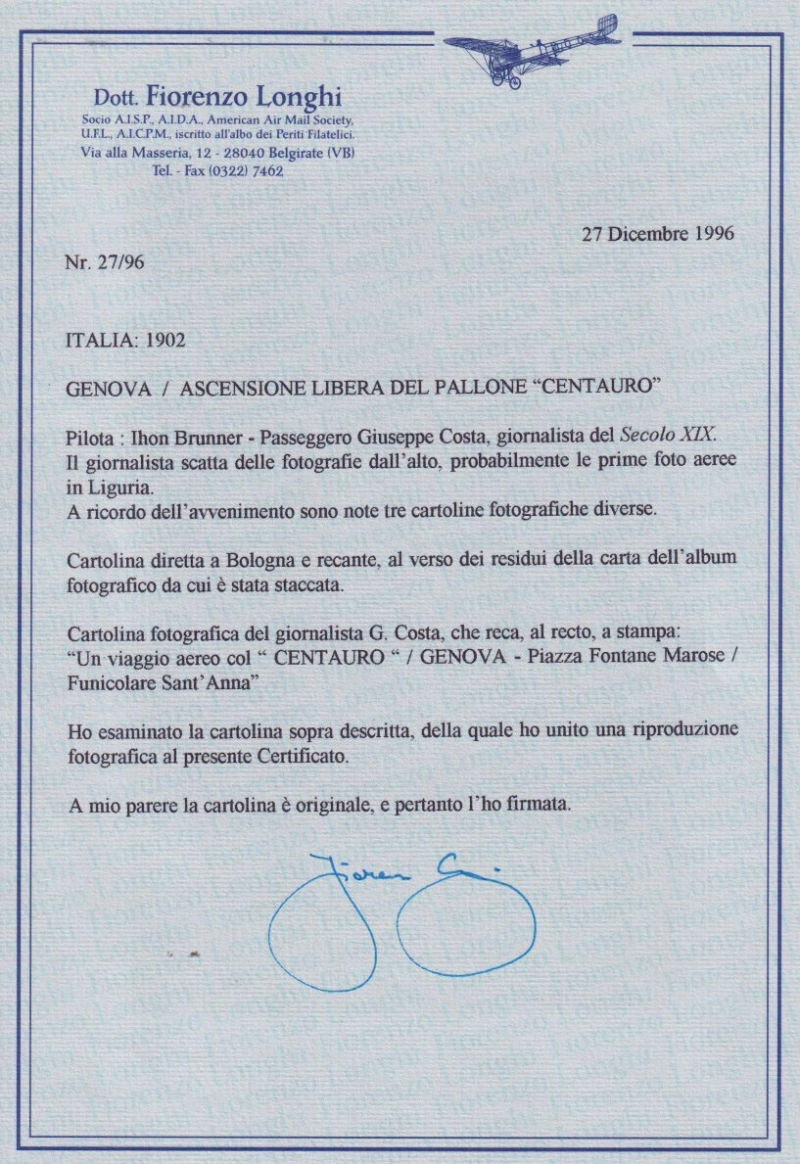 Dott. Fiorenzo Longhi
Socio A.I.S.P., A.I.D.A., American Air Mail Society,
U.F.I., A.I.C.P.M., iscritto all'albo dei Periti Filatelici.
Via alla Masseria, 12 - 28040 Belgirate (VB)
Tel. - Fax (0322) 7462
27 Dicembre 1996
Nr. 27/96
ITALIA: 1902
GENOVA / ASCENSIONE LIBERA DEL PALLONE “CENTAURO”
Pilota : Ihon Brunner - Passeggero Giuseppe Costa, giornalista del Secolo XIX.
Il giornalista scatta delle fotografie dall’alto, probabilmente le prime foto aeree
in Liguria.
A ricordo dell’avvenimento sono note tre cartoline fotografiche diverse.
Cartolina diretta a Bologna e recante, al verso dei residui della carta dell’album
fotografico da cui è stata staccata.
Cartolina fotografica del giornalista G. Costa, che reca, al recto, a stampa:
“Un viaggio aereo col “ CENTAURO “ / GENOVA - Piazza Fontane Marose /
Funicolare Sant’Anna”
Ho esaminato la cartolina sopra descritta, della quale ho unito una riproduzione
fotografica al presente Certificato.
A mio parere la cartolina è originale, e pertanto l’ho firmata.